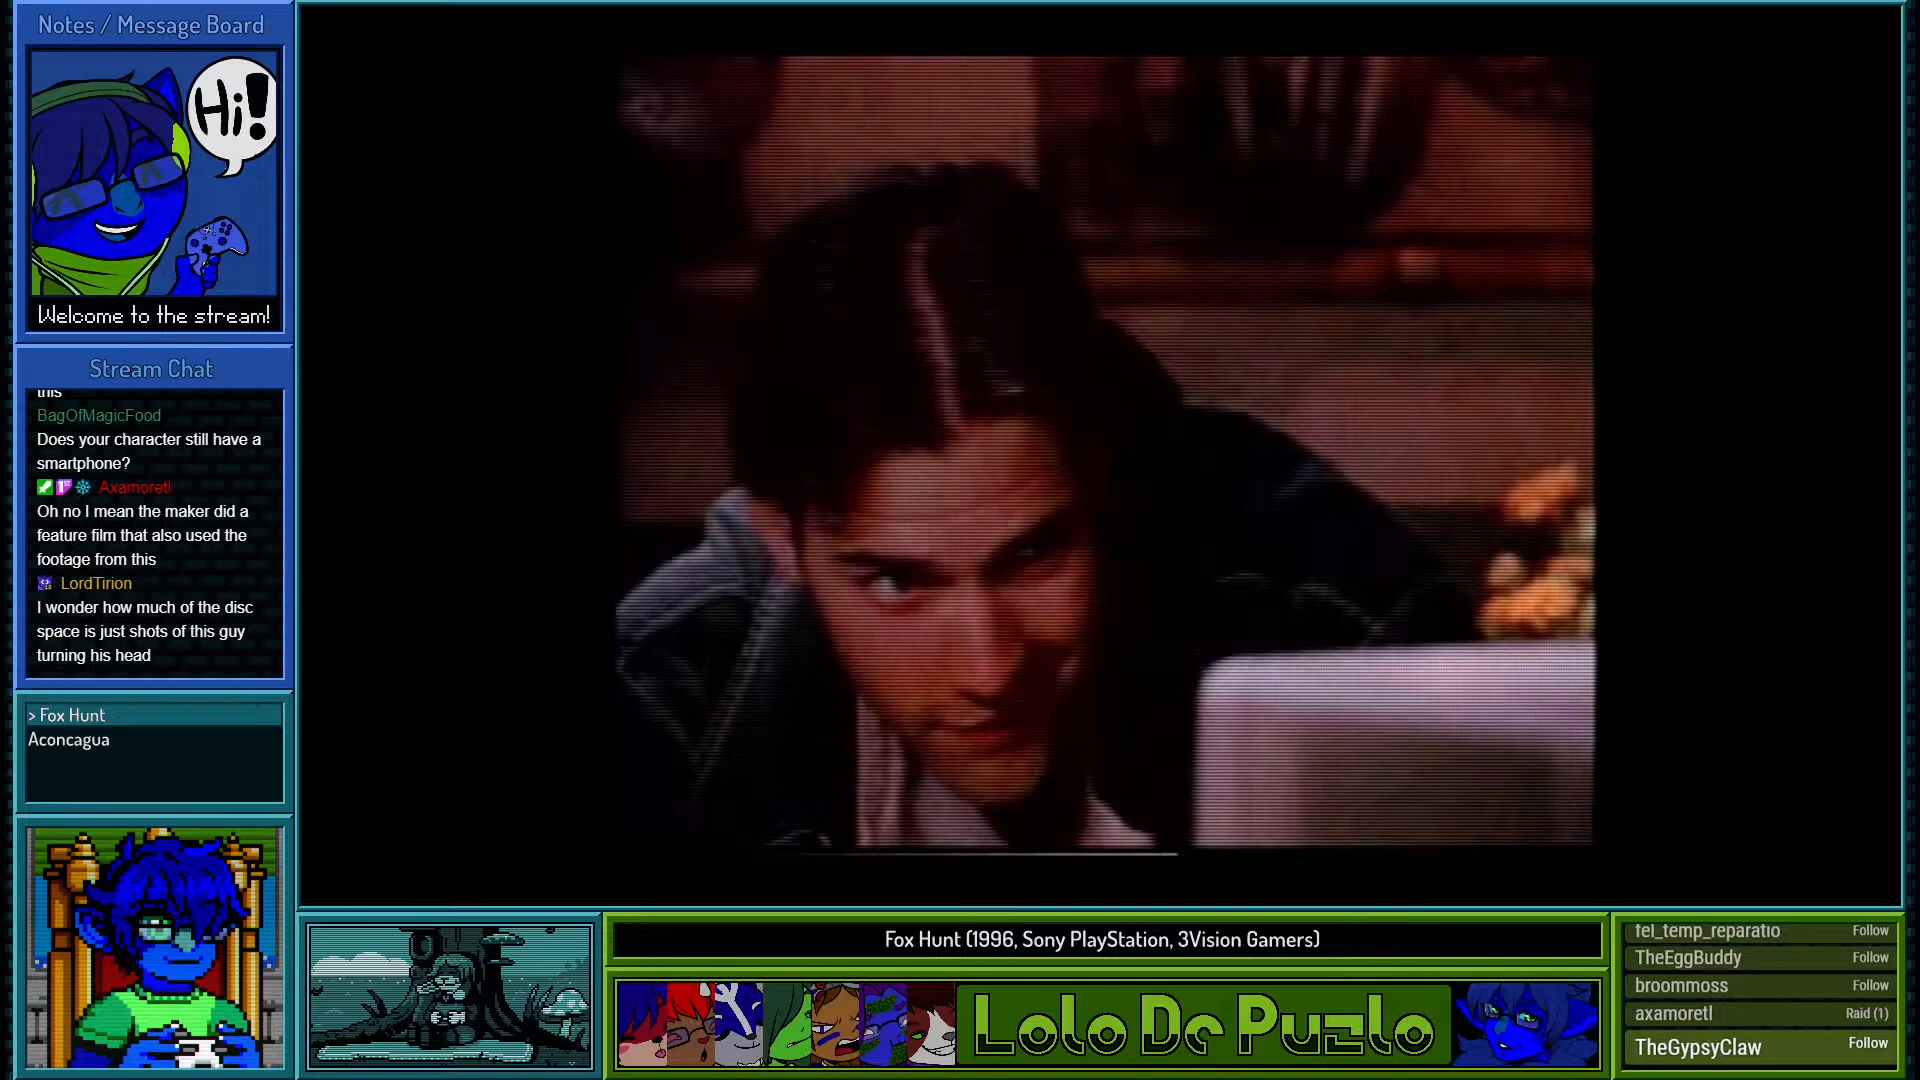 Notes / Message Board
Hi!
Welcome to the stream!
Stream Chat
this
BagOfMagicFood
Does your character still have a
smartphone?
Axamoretl
Oh no I mean the maker did a
feature film that also used the
footage from this
LordTirion
I wonder how much of the disc
space is just shots of this guy
turning his head
> Fox Hunt
Aconcagua
Fox Hunt (1996, Sony PlayStation, 3Vision Gamers)
Lolo De Puzlo
fel_temp_reparatio Follow
TheEggBuddy Follow
broommoss Follow
axamoretl Raid (1)
TheGypsyClaw Follow